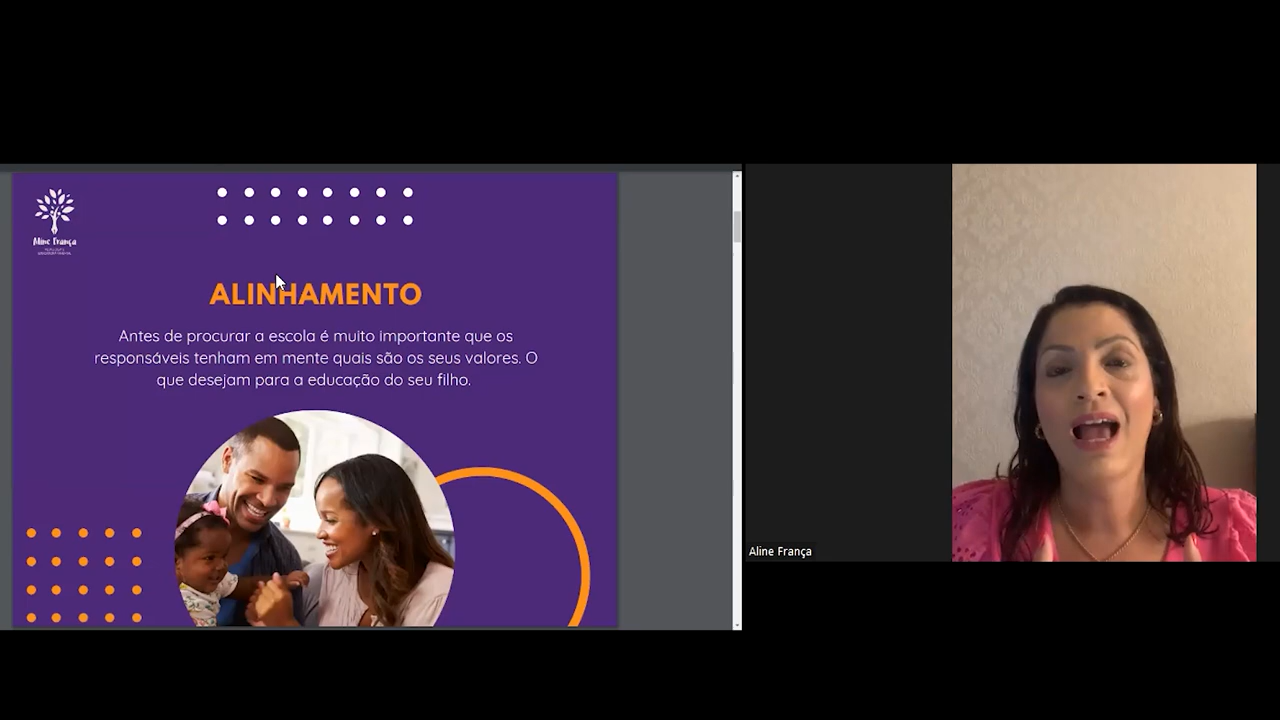 Aline França
ALINHAMENTO
Antes de procurar a escola é muito importante que os
responsáveis tenham em mente quais são os seus valores. O
que desejam para a educação do seu filho.
Aline França